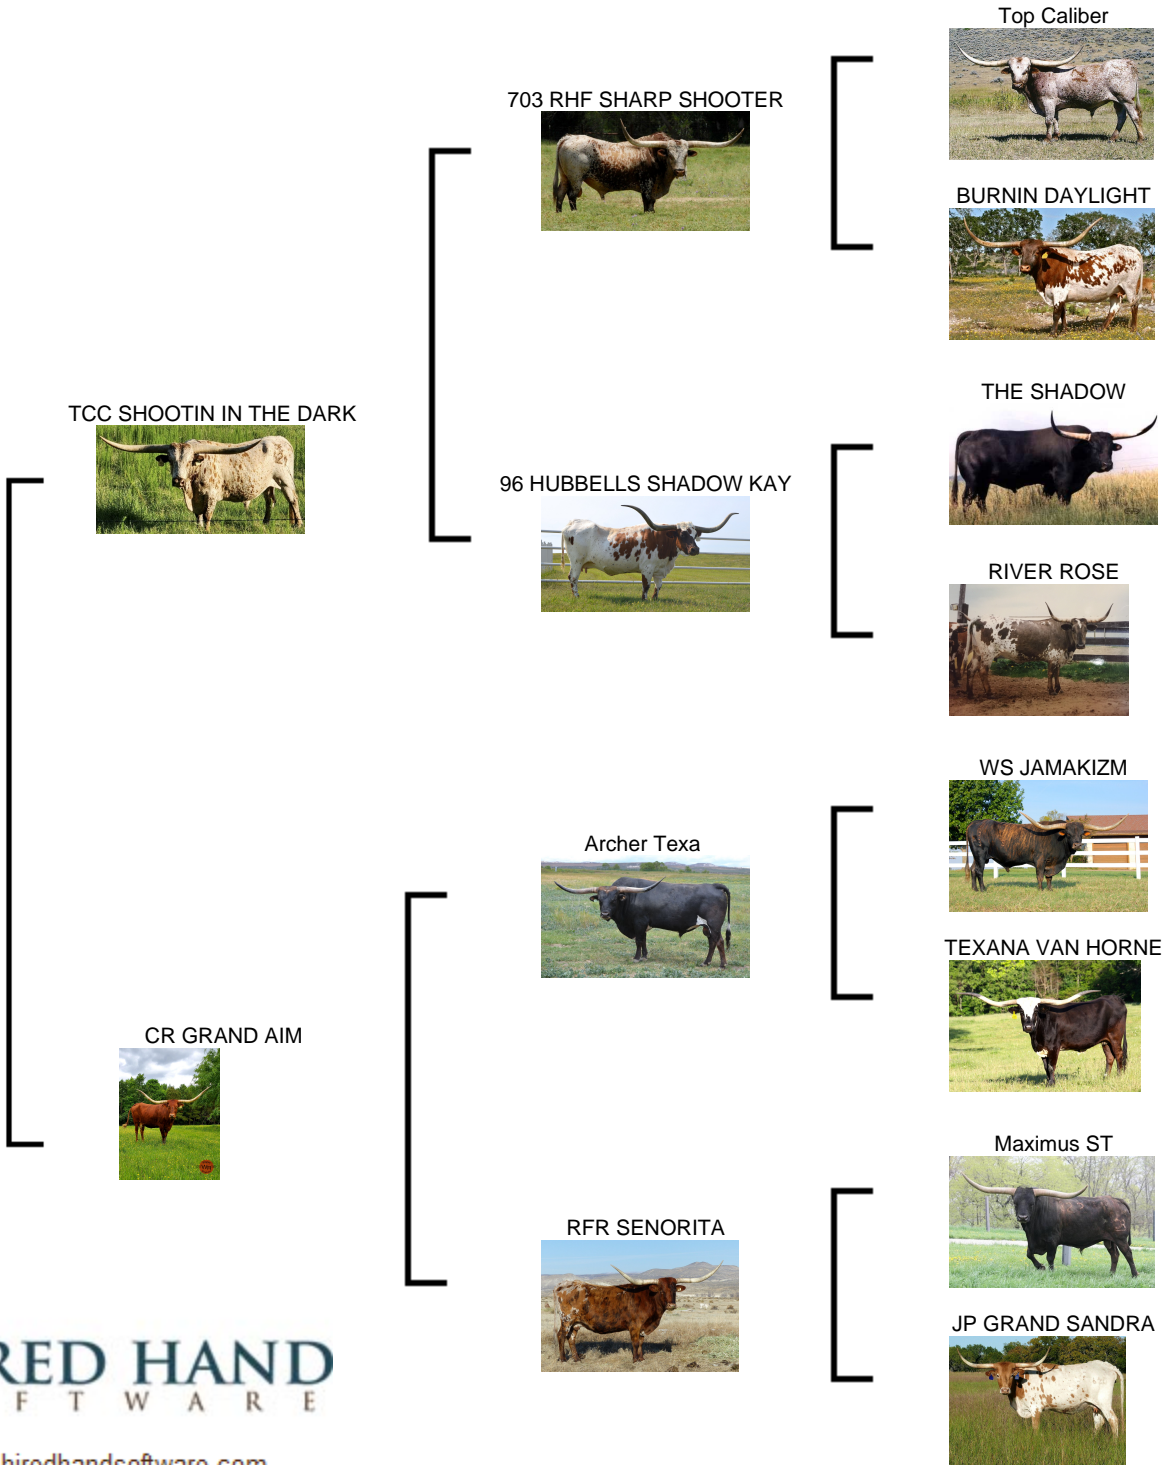 Top Caliber
703 RHF SHARP SHOOTER
BURNIN DAYLIGHT
TCC SHOOTIN IN THE DARK
THE SHADOW
96 HUBBELLS SHADOW KAY
RIVER ROSE
WS JAMAKIZM
Archer Texa
TEXANA VAN HORNE
CR GRAND AIM
Maximus ST
RFR SENORITA
JP GRAND SANDRA
RED HAND
F T W A R E
hiredhandsoftware.com